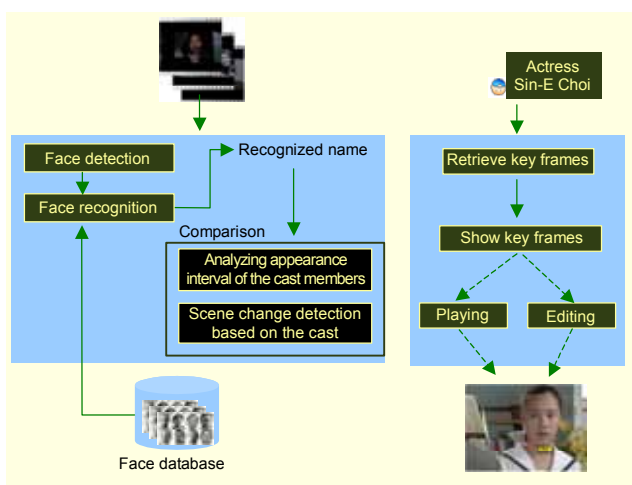 Actress
Sin-E Choi
Face detection
Face recognition
Recognized name
Comparison
Analyzing appearance
interval of the cast members
Scene change detection
based on the cast
Face database
Retrieve key frames
Show key frames
Playing
Editing